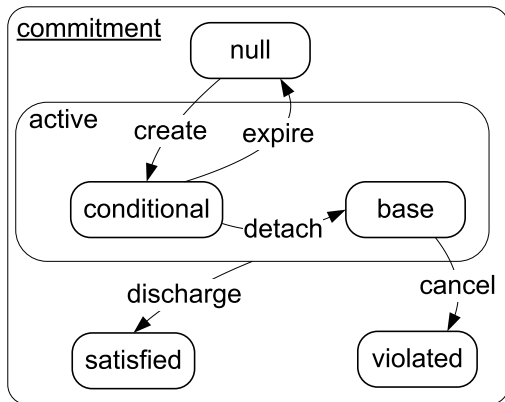 commitment
null
active
create
expire
conditional
base
detach
discharge
cancel
satisfied
violated